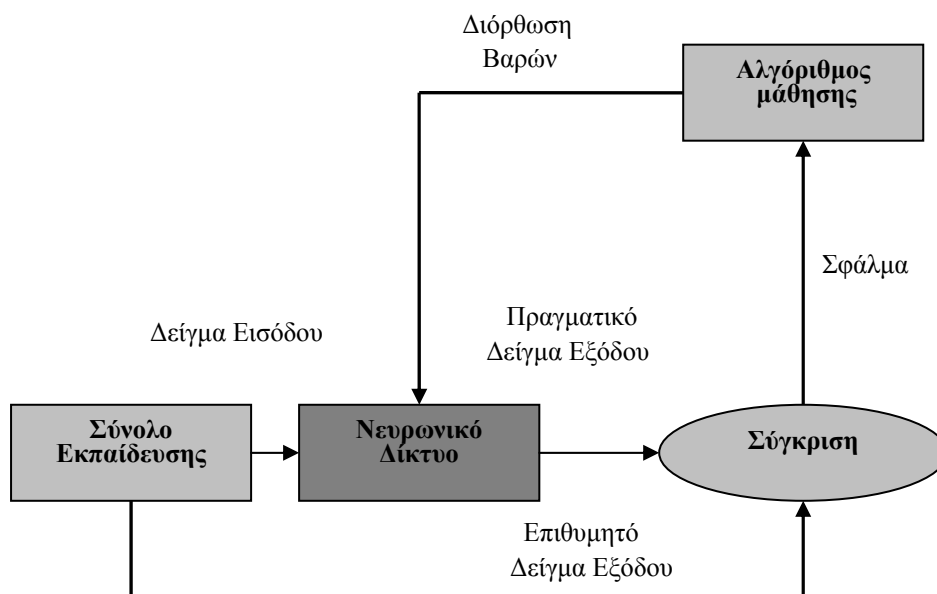 Διόρθωση
Βαρών
Αλγόριθμος
μάθησης
Σφάλμα
Δείγμα Εισόδου
Πραγματικό
Δείγμα Εξόδου
Σύνολο
Εκπαίδευσης
Νευρωνικό
Δίκτυο
Σύγκριση
Επιθυμητό
Δείγμα Εξόδου